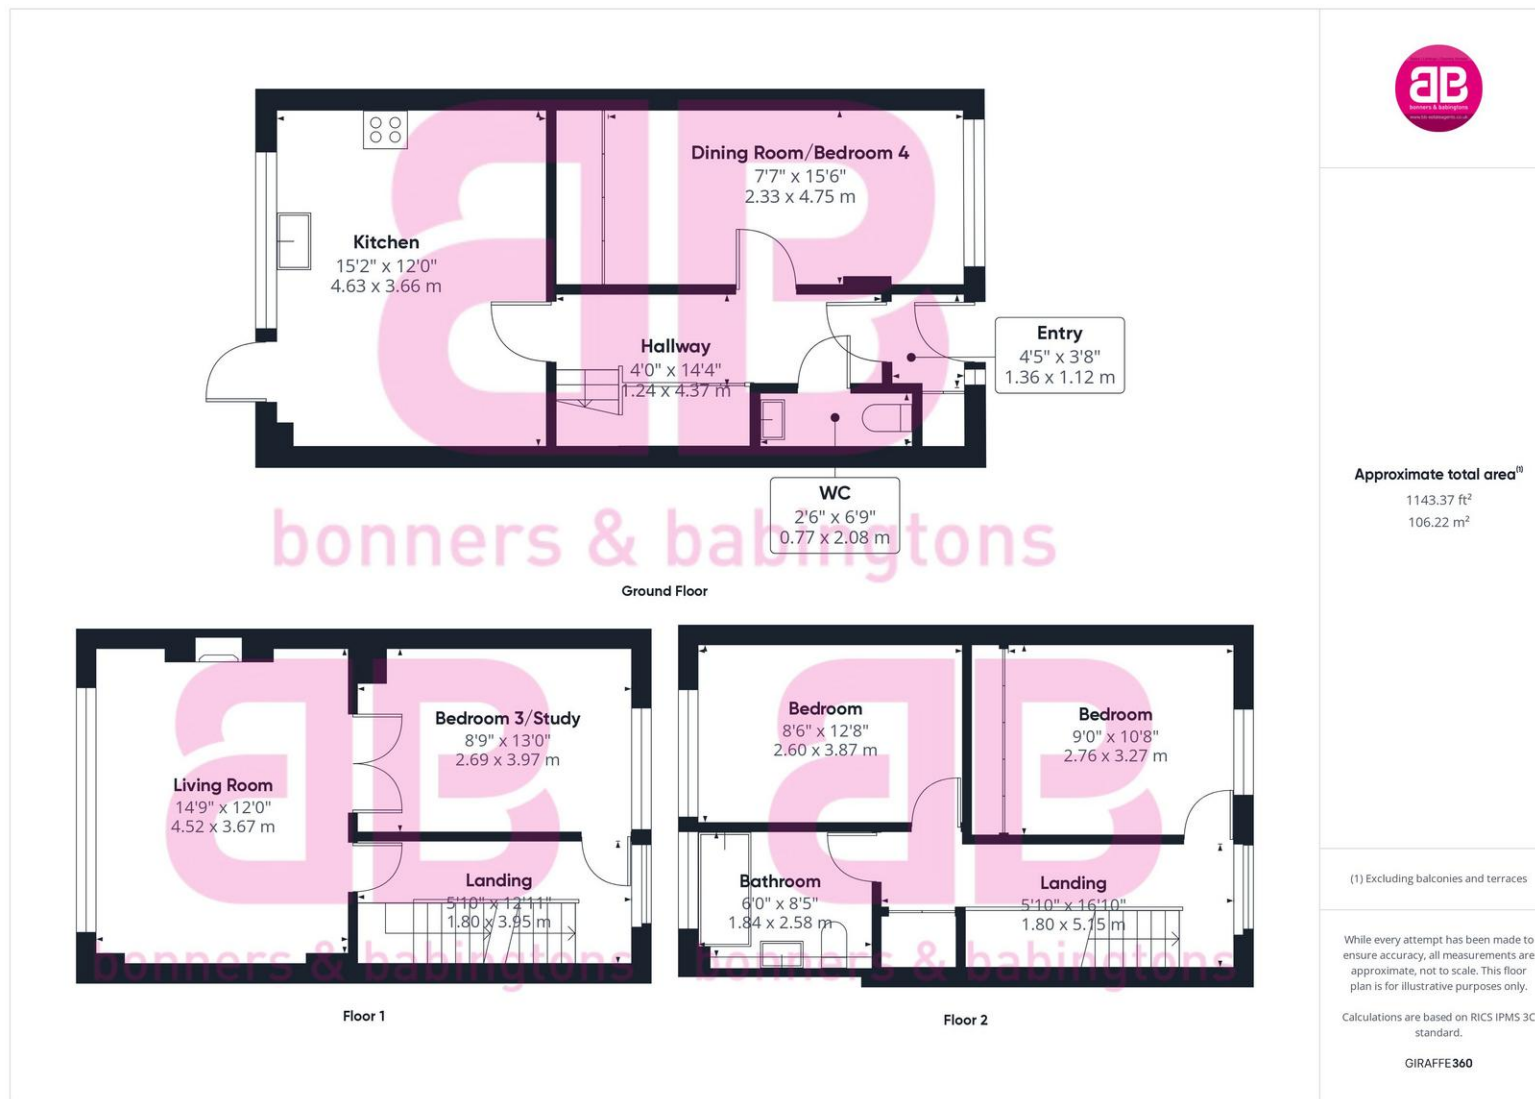 Dining Room/Bedroom 4
7'7" x 15'6"
2.33 x 4.75 m
Kitchen
15'2" x 12'0"
4.63 x 3.66 m
Hallway
4'0" x 14'4"
1.24 x 4.37 m
Entry
4'5" x 3'8"
1.36 x 1.12 m
WC
2'6" x 6'9"
0.77 x 2.08 m
bonners & babingtons
Ground Floor
Living Room
14'9" x 12'0"
4.52 x 3.67 m
Bedroom 3/Study
8'9" x 13'0"
2.69 x 3.97 m
Landing
5'10" x 12'11"
1.80 x 3.95 m
bonners & babingtons
Floor 1
Bedroom
8'6" x 12'8"
2.60 x 3.87 m
Bedroom
9'0" x 10'8"
2.76 x 3.27 m
Bathroom
6'0" x 8'5"
1.84 x 2.58 m
Landing
5'10" x 16'10"
1.80 x 5.15 m
bonners & babingtons
Floor 2
bonners & babingtons
Approximate total area(1)
1143.37 ft²
106.22 m²
(1) Excluding balconies and terraces
While every attempt has been made to
ensure accuracy, all measurements are
approximate, not to scale. This floor
plan is for illustrative purposes only.
Calculations are based on RICS IPMS 3C
standard.
GIRAFFE360